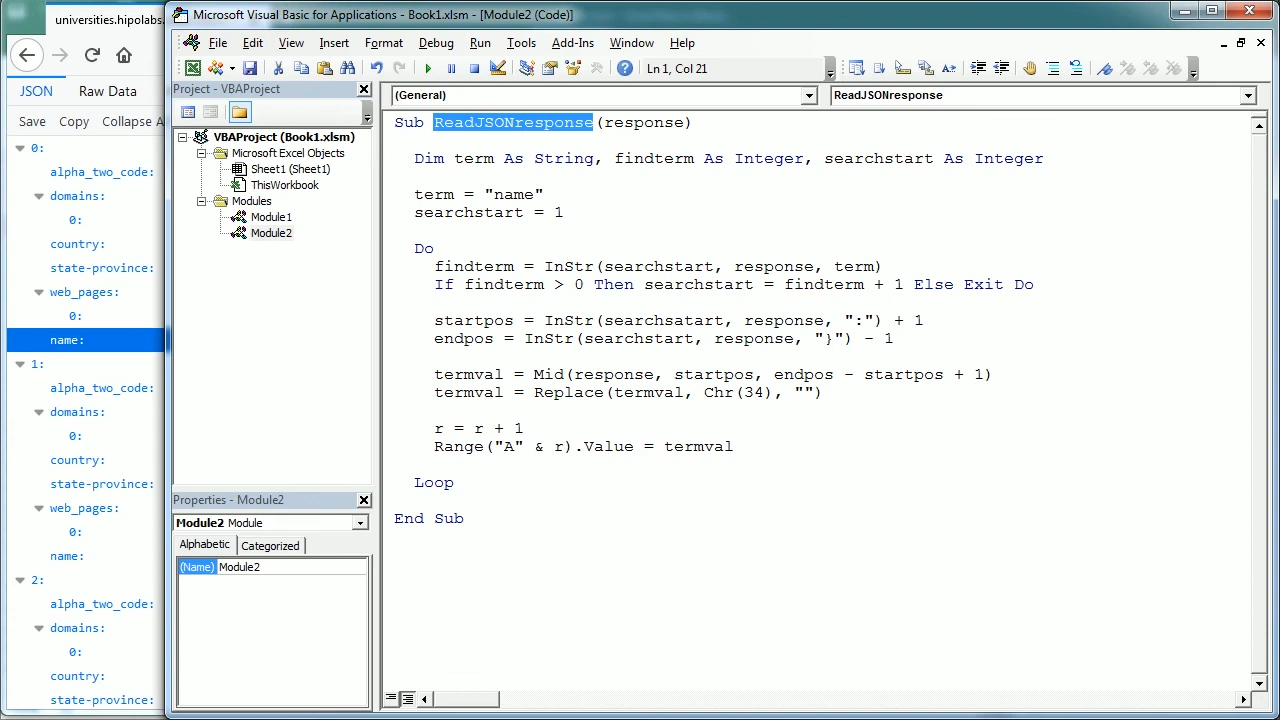 universities.hipolabs.
JSON
Raw Data
Save Copy Collapse A
0:
alpha_two_code:
domains:
0:
country:
state-province:
web_pages:
0:
name:
1:
alpha_two_code:
domains:
0:
country:
state-province:
web_pages:
0:
name:
2:
alpha_two_code:
domains:
0:
country:
state-province:
Microsoft Visual Basic for Applications - Book1.xlsm - [Module2 (Code)]
File Edit View Insert Format Debug Run Tools Add-Ins Window Help
Ln 1, Col 21
Project - VBAProject
VBAProject (Book1.xlsm)
Microsoft Excel Objects
Sheet1 (Sheet1)
ThisWorkbook
Modules
Module1
Module2
Properties - Module2
Module2 Module
Alphabetic Categorized
(Name) Module2
(General)
ReadJSONresponse
Sub ReadJSONresponse(response)
Dim term As String, findterm As Integer, searchstart As Integer
term = "name"
searchstart = 1
Do
findterm = InStr(searchstart, response, term)
If findterm > 0 Then searchstart = findterm + 1 Else Exit Do
startpos = InStr(searchsatart, response, ":") + 1
endpos = InStr(searchstart, response, "}") - 1
termval = Mid(response, startpos, endpos - startpos + 1)
termval = Replace(termval, Chr(34), "")
r = r + 1
Range("A" & r).Value = termval
Loop
End Sub